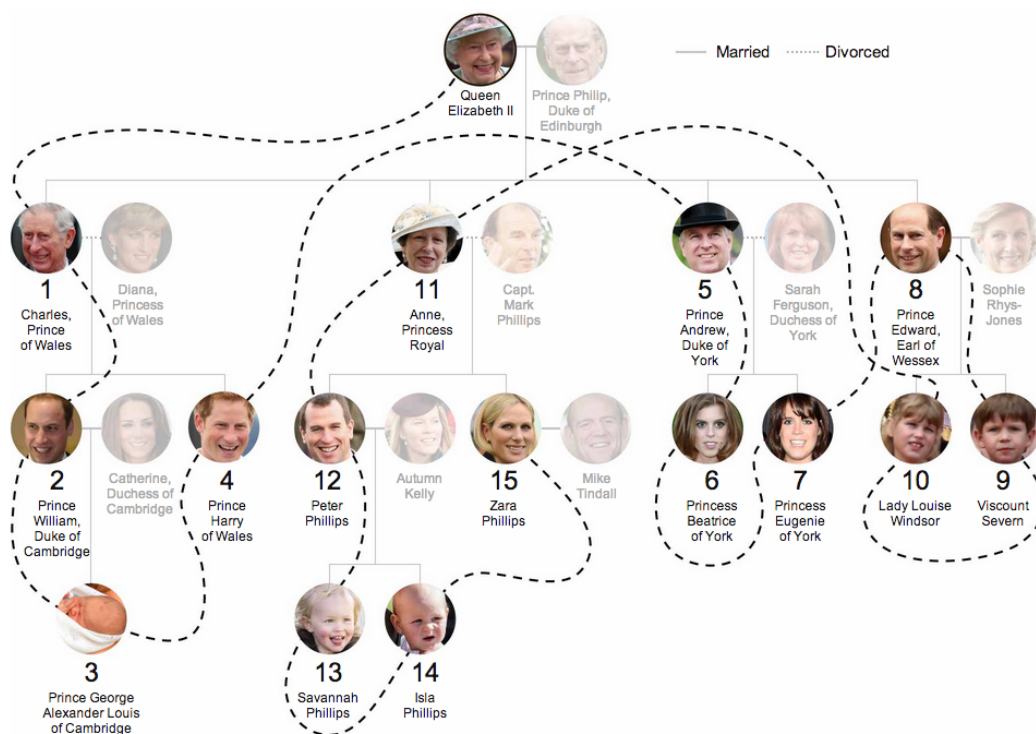 Married
Divorced
Queen
Elizabeth II
Prince Philip,
Duke of
Edinburgh
1
Charles,
Prince
of Wales
Diana,
Princess
of Wales
11
Anne,
Princess
Royal
Capt.
Mark
Phillips
5
Prince
Andrew,
Duke of
York
Sarah
Ferguson,
Duchess of
York
8
Prince
Edward,
Earl of
Wessex
Sophie
Rhys-
Jones
2
Prince
William,
Duke of
Cambridge
Catherine,
Duchess of
Cambridge
4
Prince
Harry
of Wales
12
Peter
Phillips
Autumn
Kelly
15
Zara
Phillips
Mike
Tindall
6
Princess
Beatrice
of York
7
Princess
Eugenie
of York
10
Lady Louise
Windsor
9
Viscount
Severn
3
Prince George
Alexander Louis
of Cambridge
13
Savannah
Phillips
14
Isla
Phillips